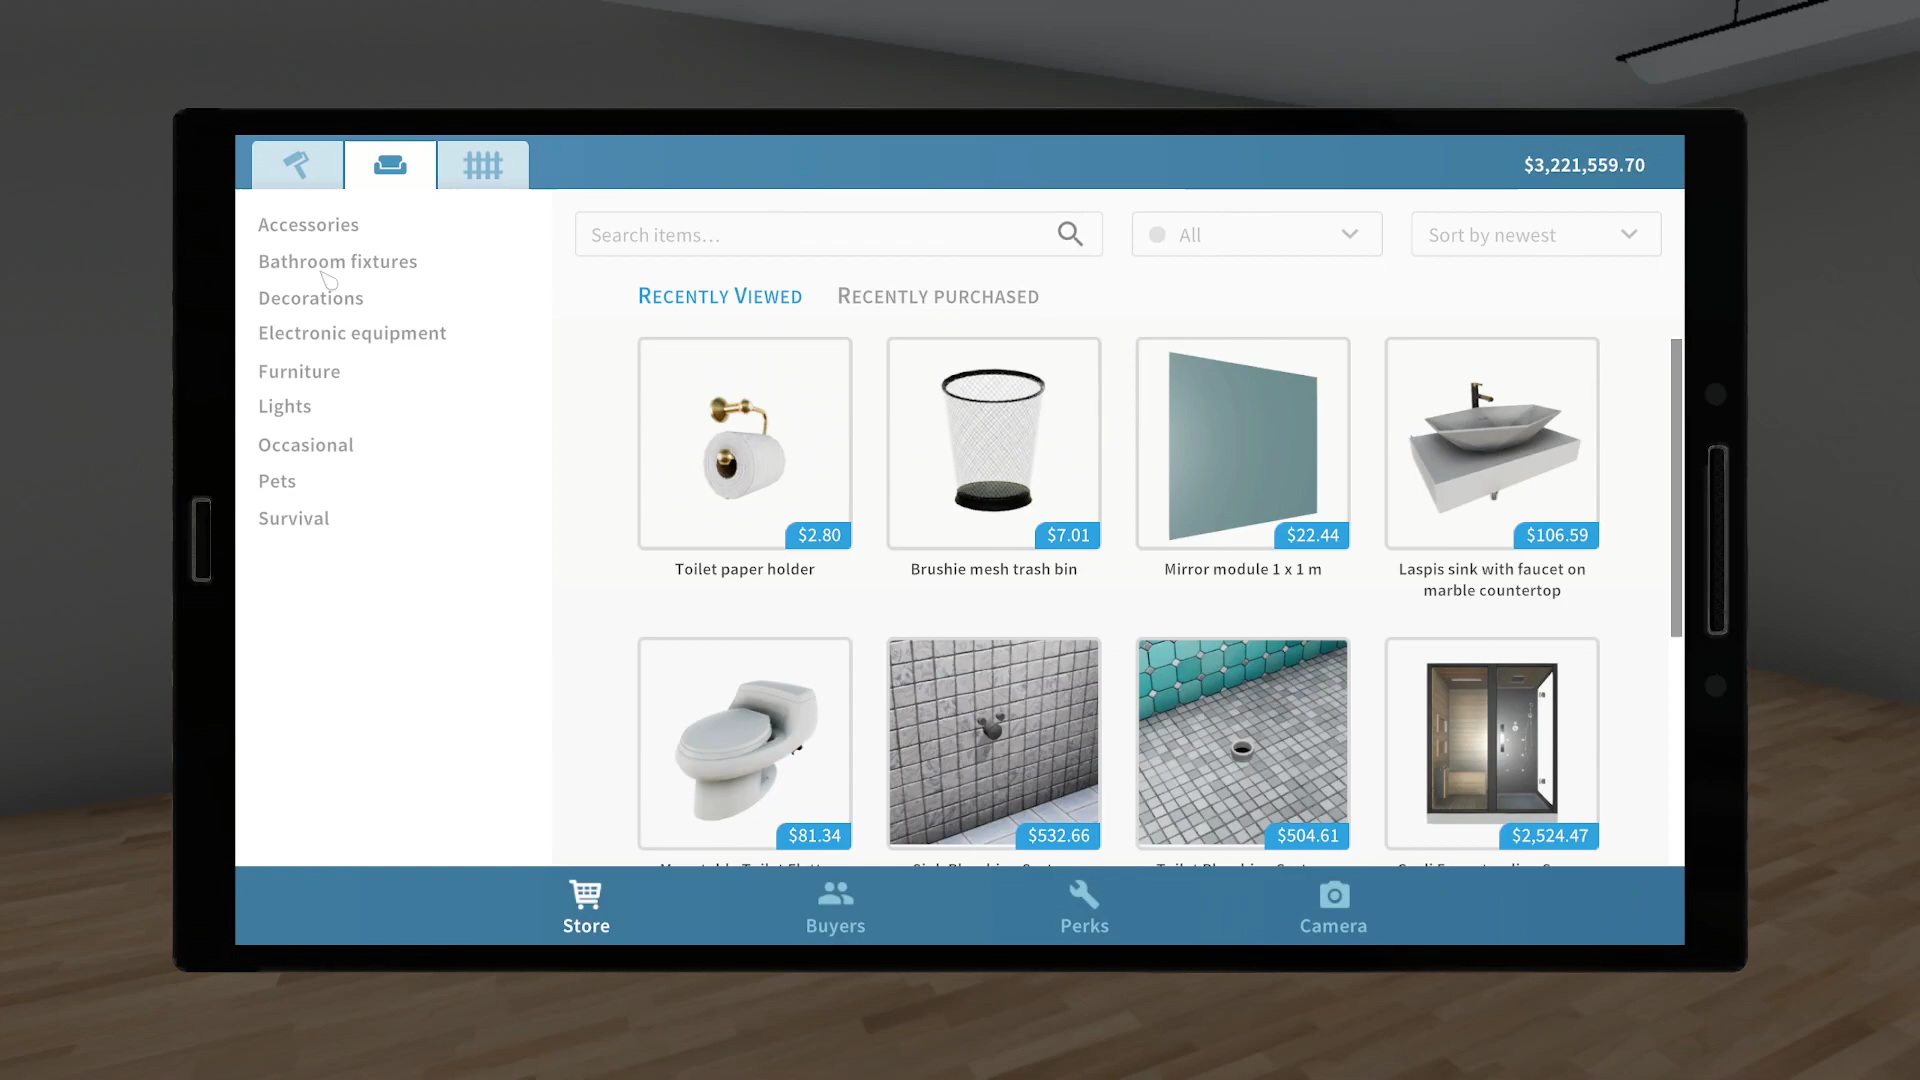 $3,221,559.70
Accessories
Bathroom fixtures
Decorations
Electronic equipment
Furniture
Lights
Occasional
Pets
Survival
Search items...
All
Sort by newest
RECENTLY VIEWED
RECENTLY PURCHASED
$2.80
$7.01
$22.44
$106.59
Toilet paper holder
Brushie mesh trash bin
Mirror module 1 x 1 m
Laspis sink with faucet on
marble countertop
$81.34
$532.66
$504.61
$2,524.47
Store
Buyers
Perks
Camera